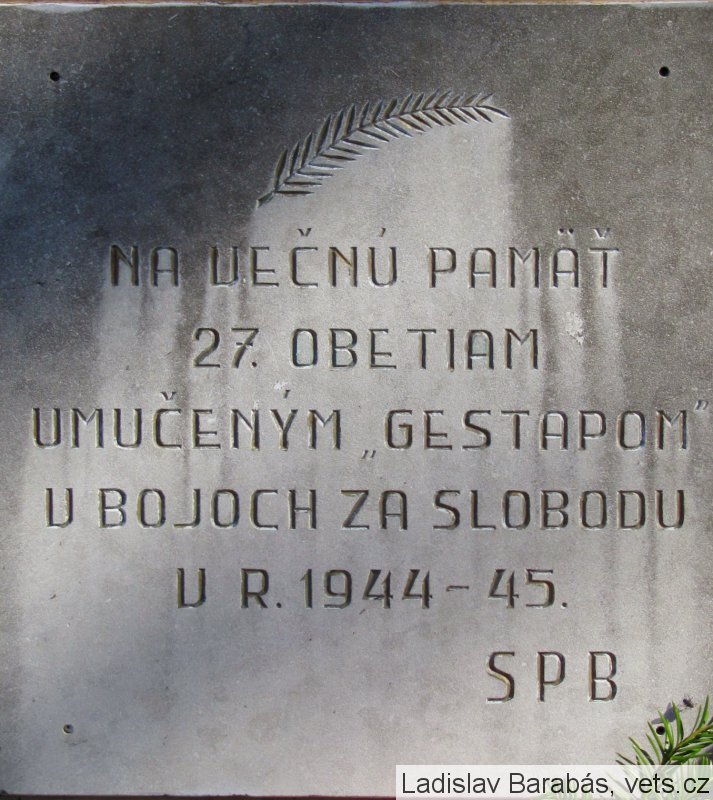 NA VEČNÚ PAMÄŤ
27. OBETIAM
UMUČENÝM „GESTAPOM"
V BOJOCH ZA SLOBODU
V R. 1944 - 45.
SPB
Ladislav Barabás, vets.cz